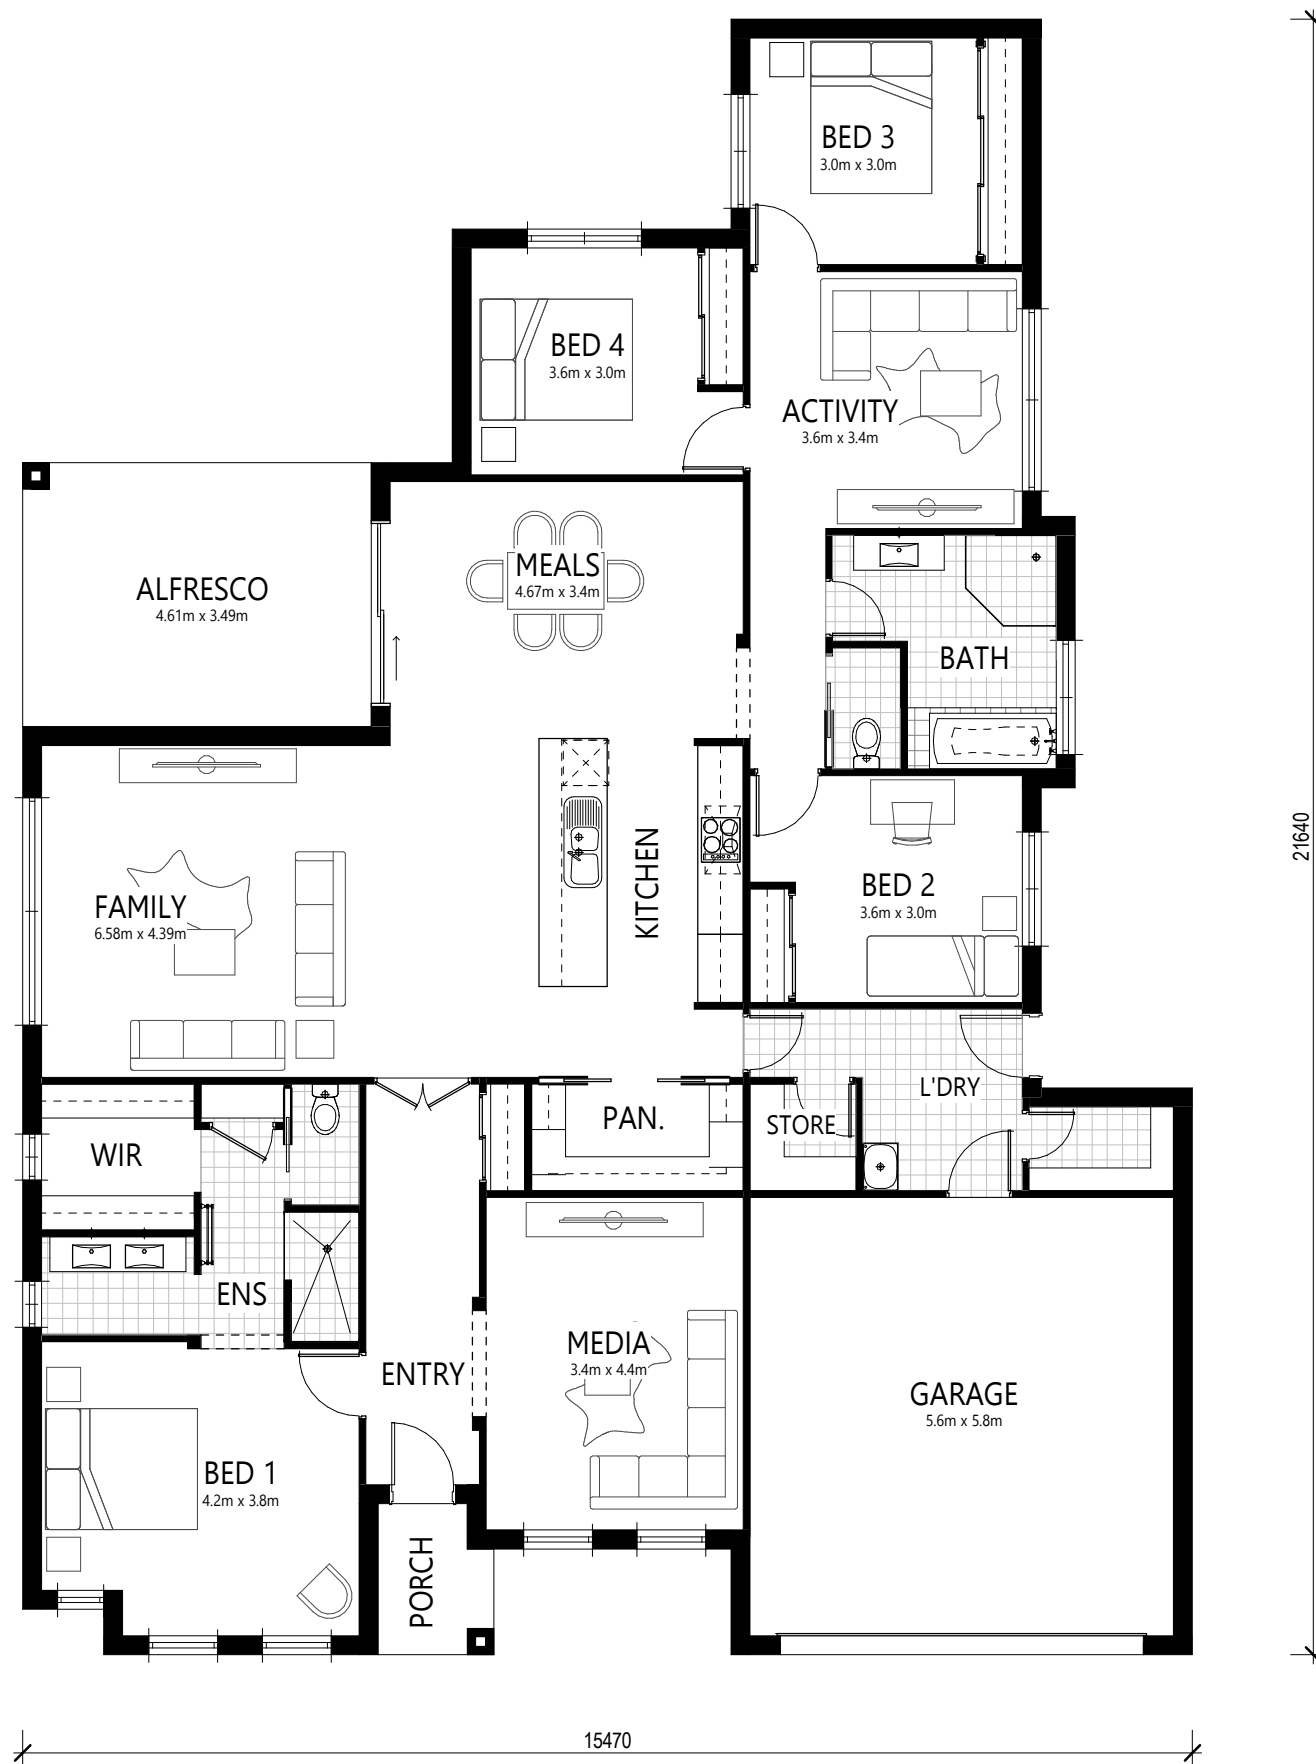 BED 3
3.0m x 3.0m
BED 4
3.6m x 3.0m
ACTIVITY
3.6m x 3.4m
ALFRESCO
4.61m x 3.49m
MEALS
4.67m x 3.4m
BATH
21640
KITCHEN
FAMILY
6.58m x 4.39m
BED 2
3.6m x 3.0m
L'DRY
PAN.
STORE
WIR
ENS
MEDIA
3.4m x 4.4m
ENTRY
GARAGE
5.6m x 5.8m
BED 1
4.2m x 3.8m
PORCH
15470